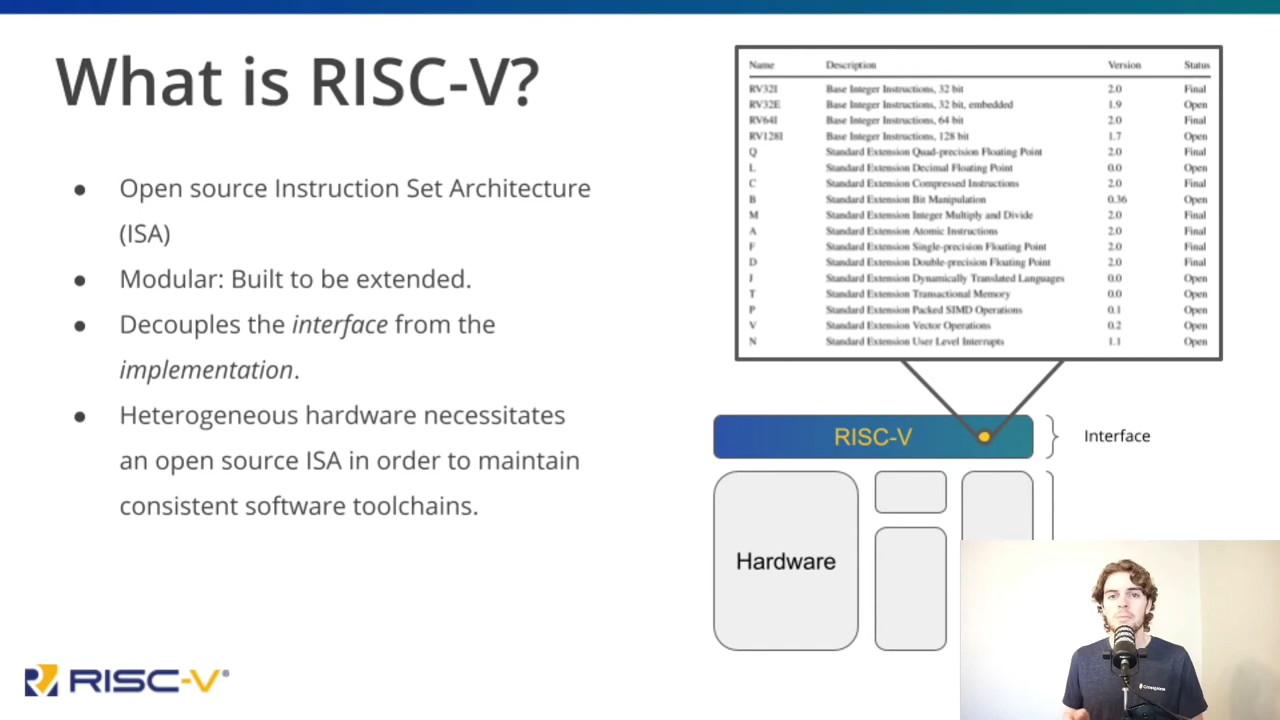 What is RISC-V?
● Open source Instruction Set Architecture
(ISA)
● Modular: Built to be extended.
● Decouples the interface from the
implementation.
● Heterogeneous hardware necessitates
an open source ISA in order to maintain
consistent software toolchains.
Name Description Version Status
RV32I Base Integer Instructions, 32 bit 2.0 Final
RV32E Base Integer Instructions, 32 bit, embedded 1.9 Open
RV64I Base Integer Instructions, 64 bit 2.0 Final
RV128I Base Integer Instructions, 128 bit 1.7 Open
Q Standard Extension Quad-precision Floating Point 2.0 Final
L Standard Extension Decimal Floating Point 0.0 Open
C Standard Extension Compressed Instructions 2.0 Final
B Standard Extension Bit Manipulation 0.36 Open
M Standard Extension Integer Multiply and Divide 2.0 Final
A Standard Extension Atomic Instructions 2.0 Final
F Standard Extension Single-precision Floating Point 2.0 Final
D Standard Extension Double-precision Floating Point 2.0 Final
J Standard Extension Dynamically Translated Languages 0.0 Open
T Standard Extension Transactional Memory 0.0 Open
P Standard Extension Packed SIMD Operations 0.1 Open
V Standard Extension Vector Operations 0.2 Open
N Standard Extension User Level Interrupts 1.1 Open
RISC-V
Interface
Hardware
RISC-V®